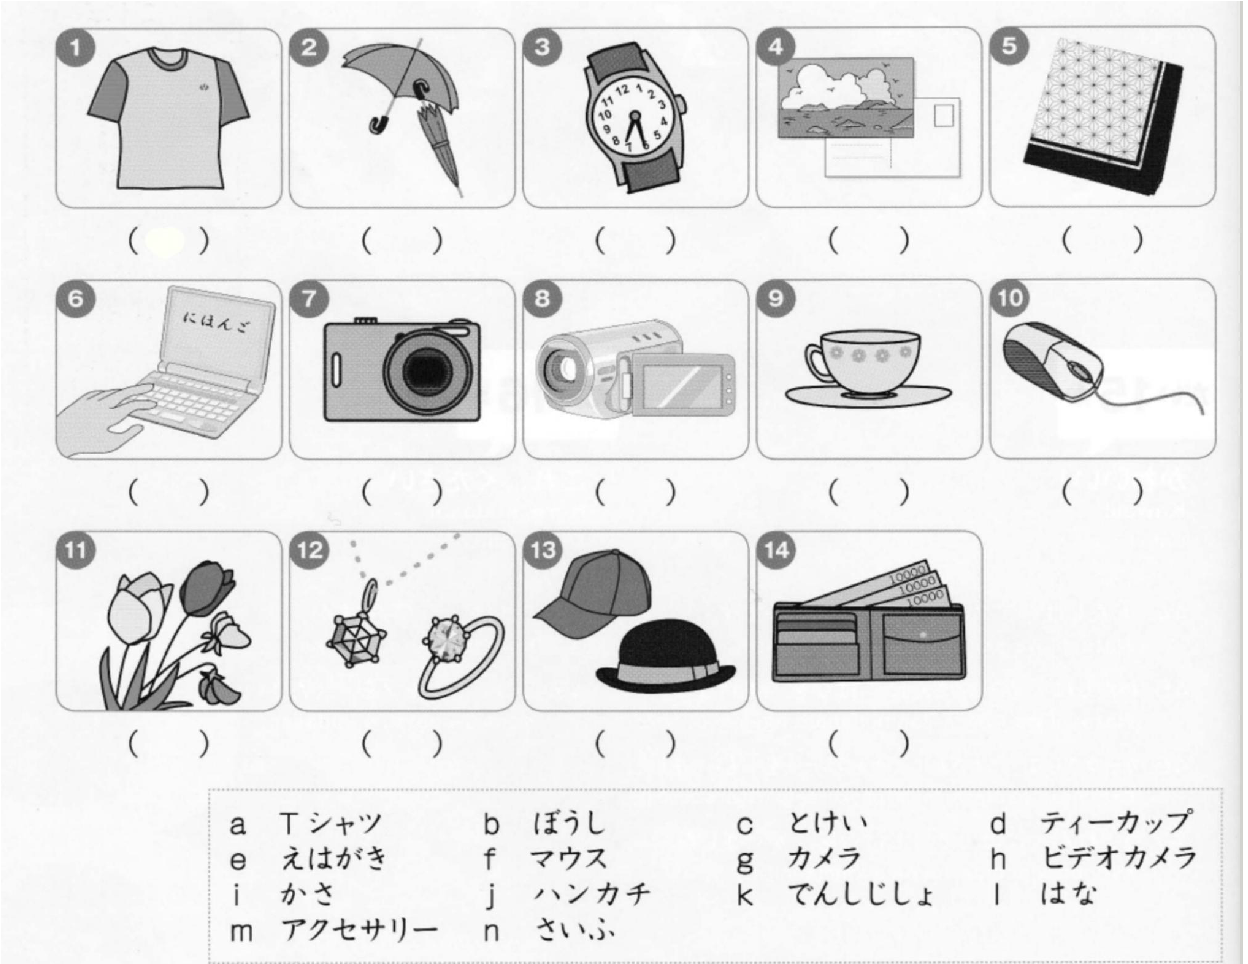 1 2 3 4 5
12 1 2 3 4 5 6 7 8 9 10 11
( ) ( ) ( ) ( ) ( )
6 7 8 9 10
にほんご
( ) ( ) ( ) ( ) ( )
11 12 13 14
10000
10000
10000
( ) ( ) ( ) ( )
a Tシャツ b ぼうし c とけい d ティーカップ
e えはがき f マウス g カメラ h ビデオカメラ
i かさ j ハンカチ k でんしじしょ l はな
m アクセサリー n さいふ